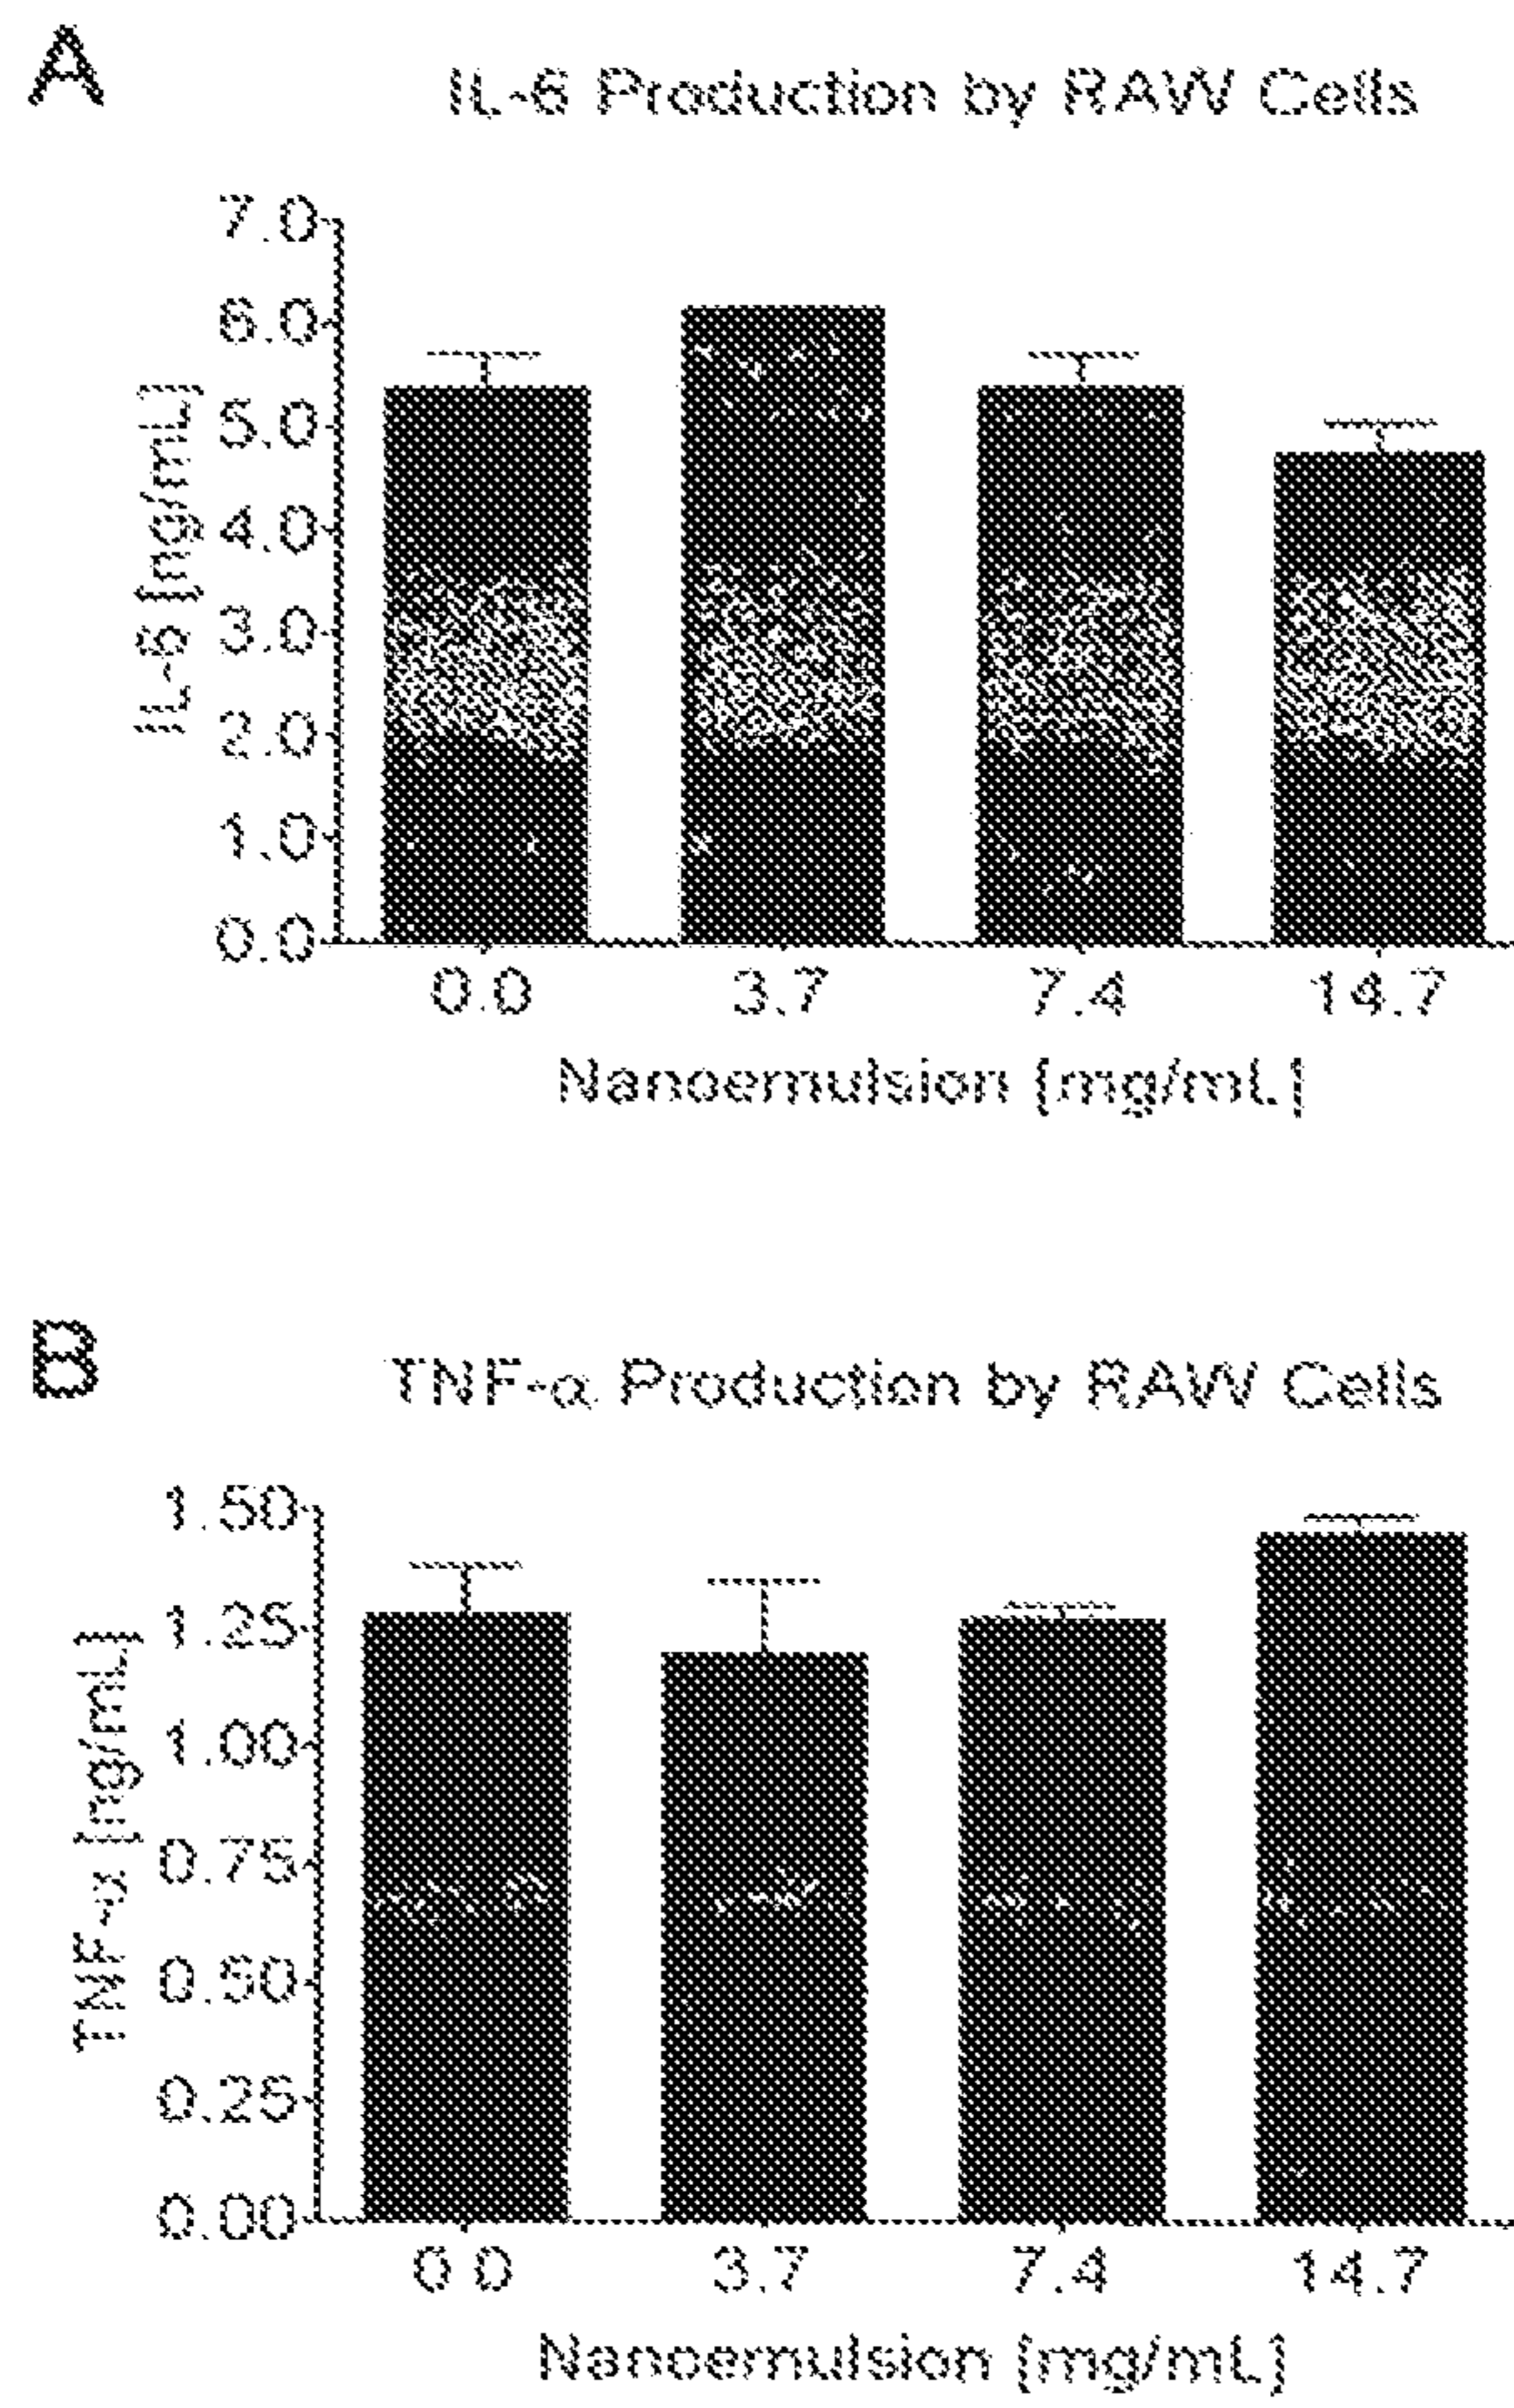 A
IL-6 Production by RAW Cells
7.0
6.0
5.0
4.0
3.0
2.0
1.0
0.0
IL-6 [ng/mL]
0.0 3.7 7.4 14.7
Nanoemulsion [mg/mL]
B
TNF-α Production by RAW Cells
1.50
1.25
1.00
0.75
0.50
0.25
0.00
TNF-α [ng/mL]
0.0 3.7 7.4 14.7
Nanoemulsion [mg/mL]